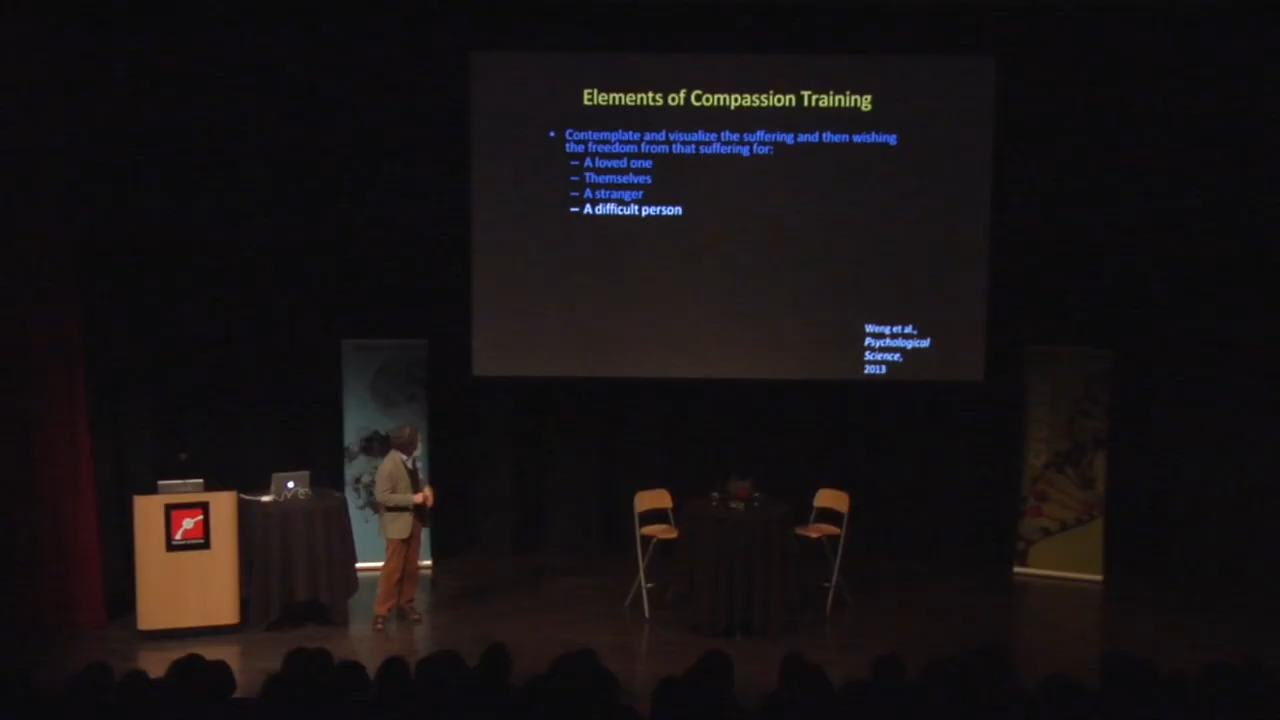 Elements of Compassion Training
• Contemplate and visualize the suffering and then wishing
the freedom from that suffering for:
– A loved one
– Themselves
– A stranger
– A difficult person
Weng et al.,
Psychological
Science,
2013